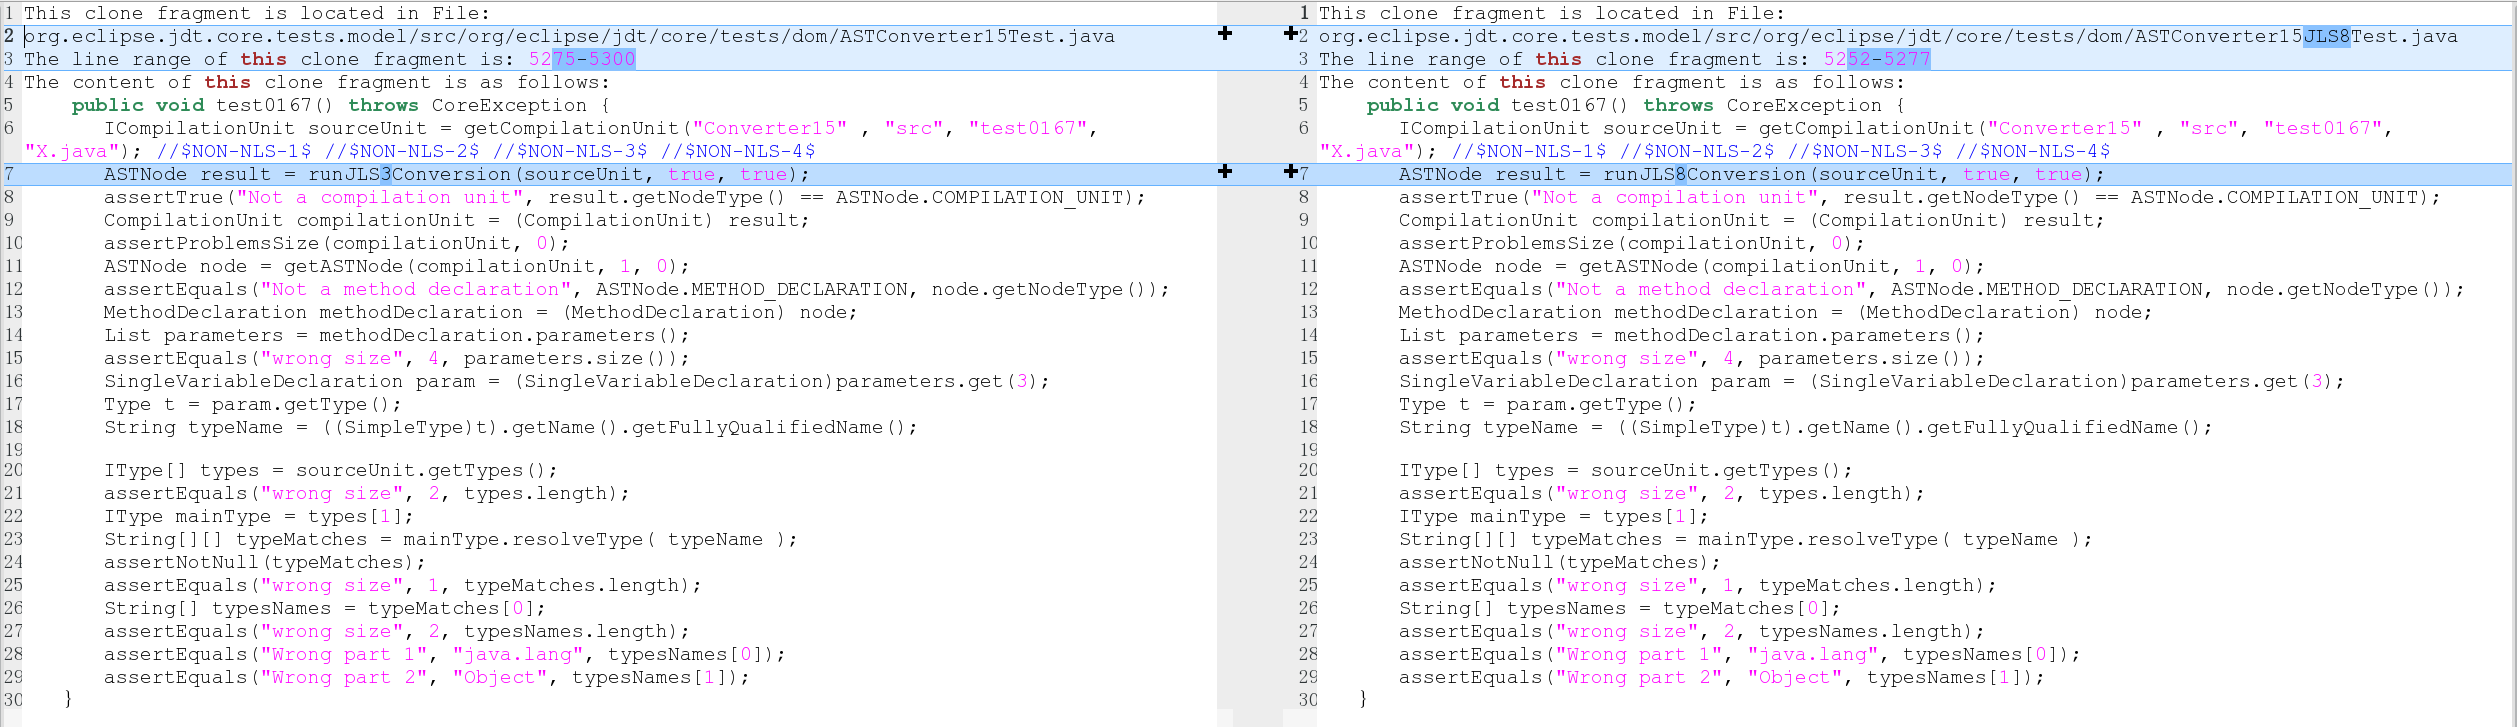 1 This clone fragment is located in File:
2 org.eclipse.jdt.core.tests.model/src/org/eclipse/jdt/core/tests/dom/ASTConverter15Test.java
3 The line range of this clone fragment is: 5275-5300
4 The content of this clone fragment is as follows:
5     public void test0167() throws CoreException {
6        ICompilationUnit sourceUnit = getCompilationUnit("Converter15" , "src", "test0167",
"X.java"); //$NON-NLS-1$ //$NON-NLS-2$ //$NON-NLS-3$ //$NON-NLS-4$
7        ASTNode result = runJLS3Conversion(sourceUnit, true, true);
8        assertTrue("Not a compilation unit", result.getNodeType() == ASTNode.COMPILATION_UNIT);
9        CompilationUnit compilationUnit = (CompilationUnit) result;
10       assertProblemsSize(compilationUnit, 0);
11       ASTNode node = getASTNode(compilationUnit, 1, 0);
12       assertEquals("Not a method declaration", ASTNode.METHOD_DECLARATION, node.getNodeType());
13       MethodDeclaration methodDeclaration = (MethodDeclaration) node;
14       List parameters = methodDeclaration.parameters();
15       assertEquals("wrong size", 4, parameters.size());
16       SingleVariableDeclaration param = (SingleVariableDeclaration)parameters.get(3);
17       Type t = param.getType();
18       String typeName = ((SimpleType)t).getName().getFullyQualifiedName();
19
20       IType[] types = sourceUnit.getTypes();
21       assertEquals("wrong size", 2, types.length);
22       IType mainType = types[1];
23       String[][] typeMatches = mainType.resolveType( typeName );
24       assertNotNull(typeMatches);
25       assertEquals("wrong size", 1, typeMatches.length);
26       String[] typesNames = typeMatches[0];
27       assertEquals("wrong size", 2, typesNames.length);
28       assertEquals("Wrong part 1", "java.lang", typesNames[0]);
29       assertEquals("Wrong part 2", "Object", typesNames[1]);
30    }
1 This clone fragment is located in File:
2 org.eclipse.jdt.core.tests.model/src/org/eclipse/jdt/core/tests/dom/ASTConverter15JLS8Test.java
3 The line range of this clone fragment is: 5252-5277
4 The content of this clone fragment is as follows:
5     public void test0167() throws CoreException {
6        ICompilationUnit sourceUnit = getCompilationUnit("Converter15" , "src", "test0167",
"X.java"); //$NON-NLS-1$ //$NON-NLS-2$ //$NON-NLS-3$ //$NON-NLS-4$
7        ASTNode result = runJLS8Conversion(sourceUnit, true, true);
8        assertTrue("Not a compilation unit", result.getNodeType() == ASTNode.COMPILATION_UNIT);
9        CompilationUnit compilationUnit = (CompilationUnit) result;
10       assertProblemsSize(compilationUnit, 0);
11       ASTNode node = getASTNode(compilationUnit, 1, 0);
12       assertEquals("Not a method declaration", ASTNode.METHOD_DECLARATION, node.getNodeType());
13       MethodDeclaration methodDeclaration = (MethodDeclaration) node;
14       List parameters = methodDeclaration.parameters();
15       assertEquals("wrong size", 4, parameters.size());
16       SingleVariableDeclaration param = (SingleVariableDeclaration)parameters.get(3);
17       Type t = param.getType();
18       String typeName = ((SimpleType)t).getName().getFullyQualifiedName();
19
20       IType[] types = sourceUnit.getTypes();
21       assertEquals("wrong size", 2, types.length);
22       IType mainType = types[1];
23       String[][] typeMatches = mainType.resolveType( typeName );
24       assertNotNull(typeMatches);
25       assertEquals("wrong size", 1, typeMatches.length);
26       String[] typesNames = typeMatches[0];
27       assertEquals("wrong size", 2, typesNames.length);
28       assertEquals("Wrong part 1", "java.lang", typesNames[0]);
29       assertEquals("Wrong part 2", "Object", typesNames[1]);
30    }